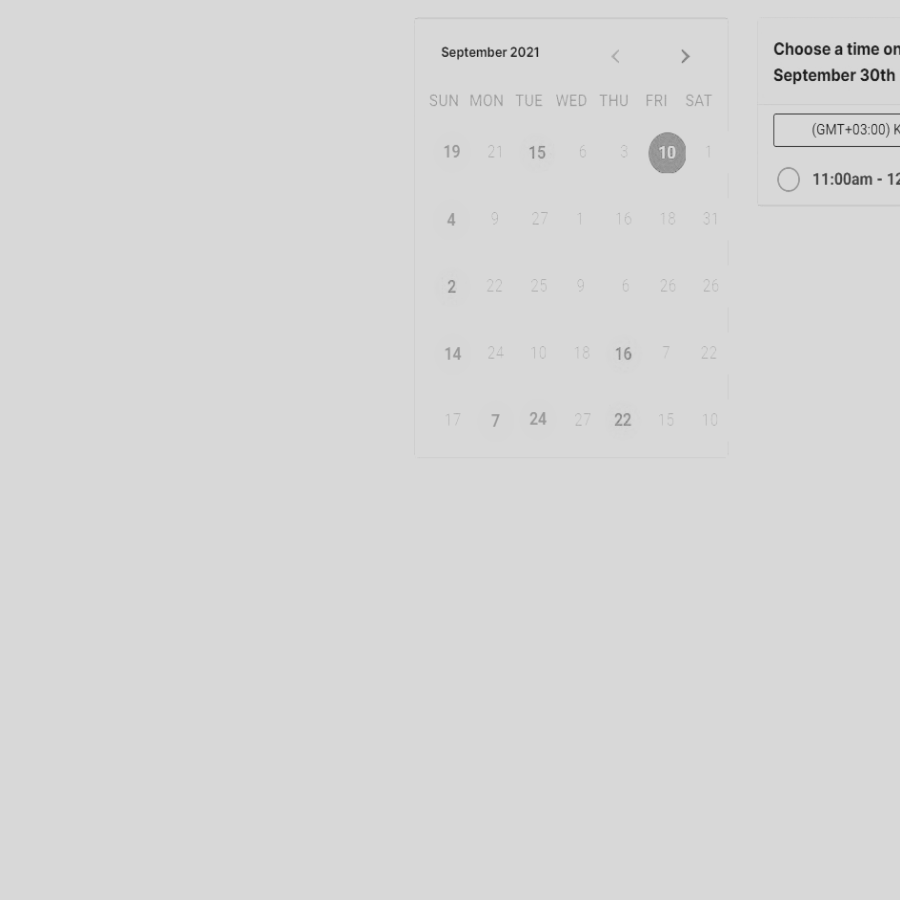 September 2021
SUN MON TUE WED THU FRI SAT
19 21 15 6 3 10 1
4 9 27 1 16 18 31
2 22 25 9 6 26 26
14 24 10 18 16 7 22
17 7 24 27 22 15 10
Choose a time on
September 30th
(GMT+03:00) K
11:00am - 12